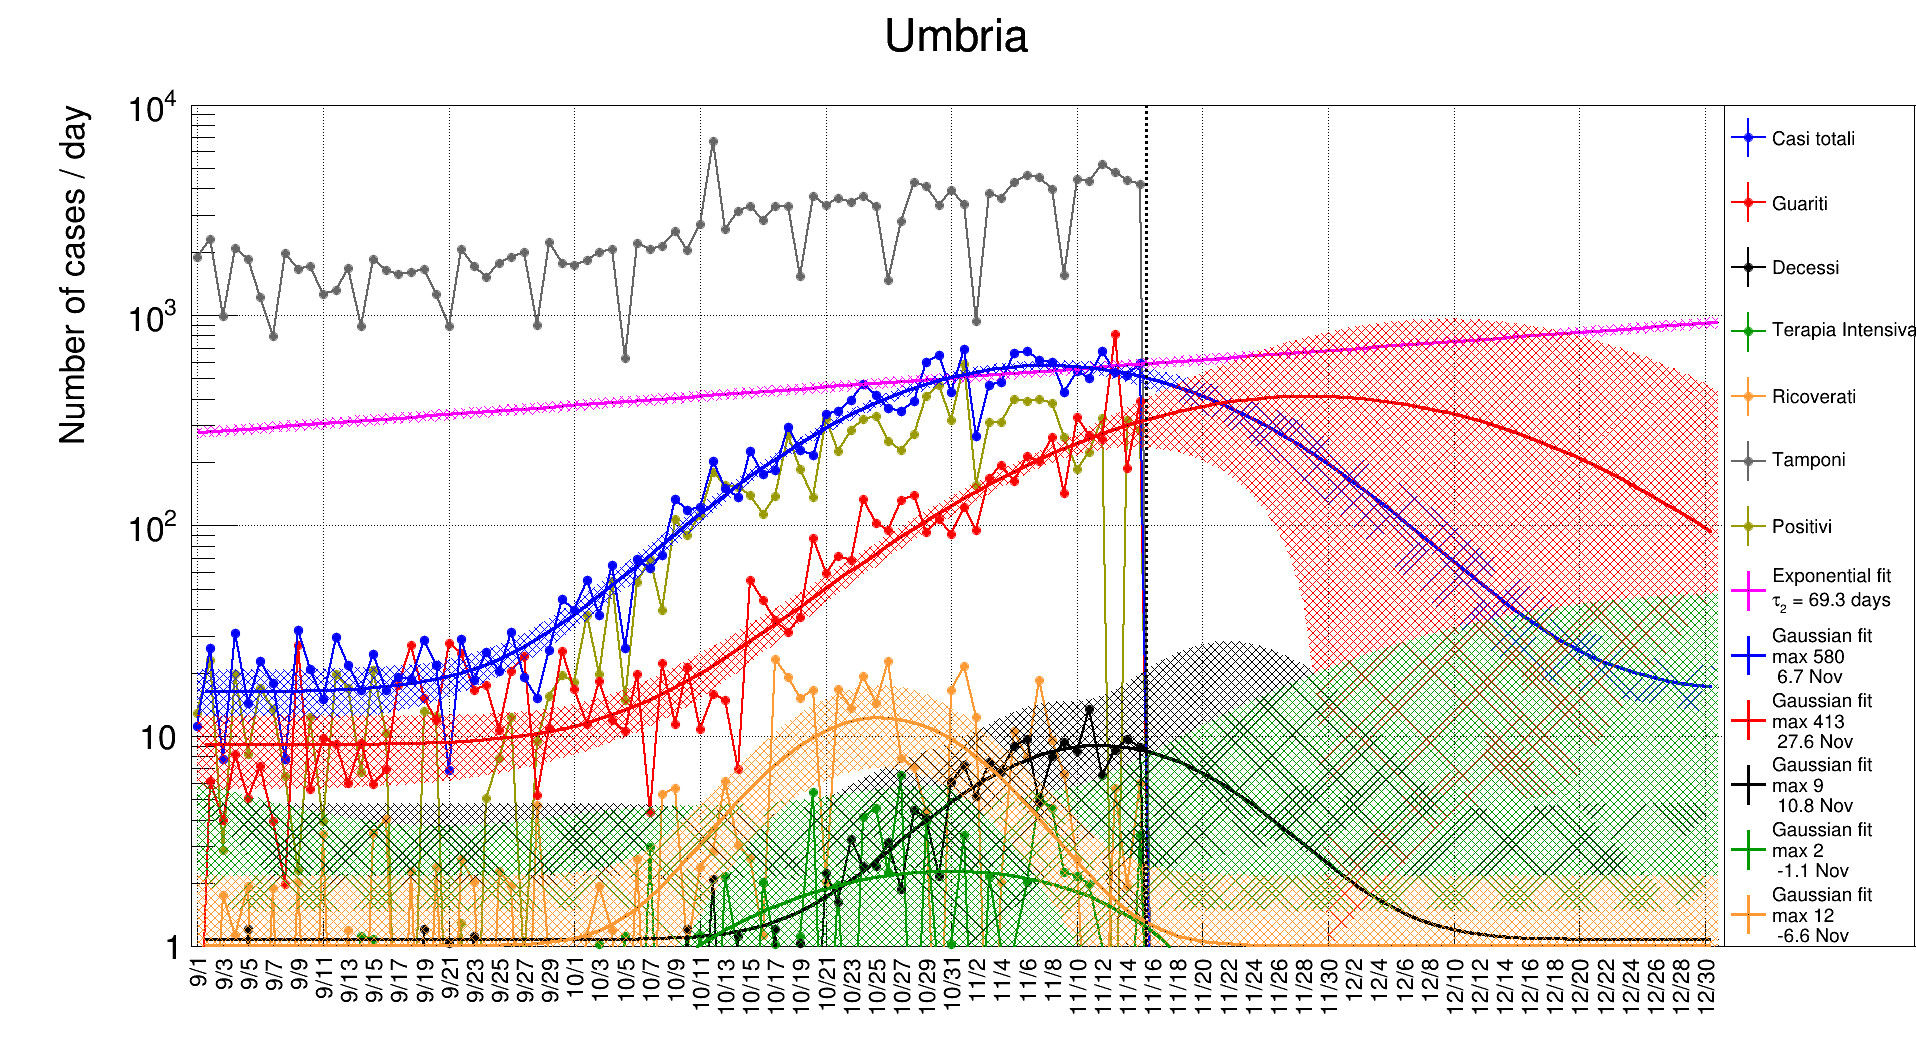 Umbria
Number of cases / day
10^4
10^3
10^2
10
1
9/1
9/3
9/5
9/7
9/9
9/11
9/13
9/15
9/17
9/19
9/21
9/23
9/25
9/27
9/29
10/1
10/3
10/5
10/7
10/9
10/11
10/13
10/15
10/17
10/19
10/21
10/23
10/25
10/27
10/29
10/31
11/2
11/4
11/6
11/8
11/10
11/12
11/14
11/16
11/18
11/20
11/22
11/24
11/26
11/28
11/30
12/2
12/4
12/6
12/8
12/10
12/12
12/14
12/16
12/18
12/20
12/22
12/24
12/26
12/28
12/30
Casi totali
Guariti
Decessi
Terapia Intensiva
Ricoverati
Tamponi
Positivi
Exponential fit
τ2 = 69.3 days
Gaussian fit
max 580
6.7 Nov
Gaussian fit
max 413
27.6 Nov
Gaussian fit
max 9
10.8 Nov
Gaussian fit
max 2
-1.1 Nov
Gaussian fit
max 12
-6.6 Nov